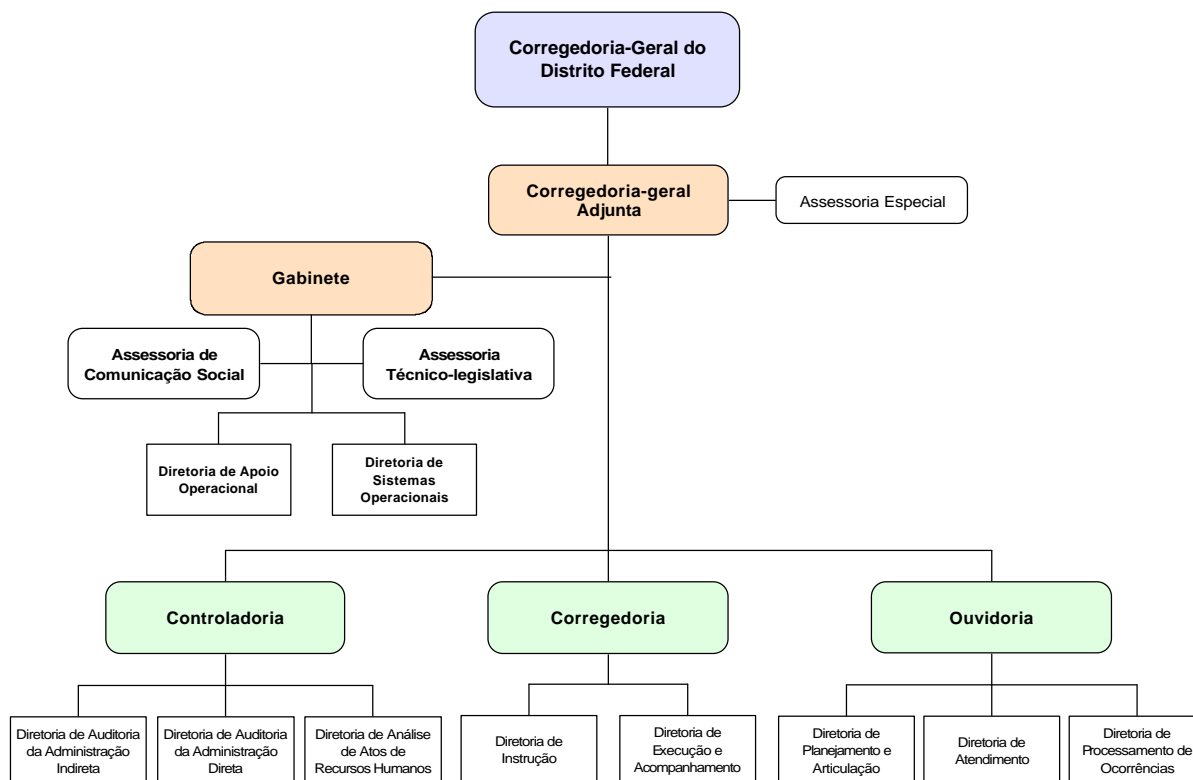 Corregedoria-Geral do
Distrito Federal
Corregedoria-geral
Adjunta
Assessoria Especial
Gabinete
Assessoria de
Comunicação Social
Assessoria
Técnico-legislativa
Diretoria de Apoio
Operacional
Diretoria de
Sistemas
Operacionais
Controladoria
Corregedoria
Ouvidoria
Diretoria de Auditoria
da Administração
Indireta
Diretoria de Auditoria
da Administração
Direta
Diretoria de Análise
de Atos de
Recursos Humanos
Diretoria de
Instrução
Diretoria de
Execução e
Acompanhamento
Diretoria de
Planejamento e
Articulação
Diretoria de
Atendimento
Diretoria de
Processamento de
Ocorrências